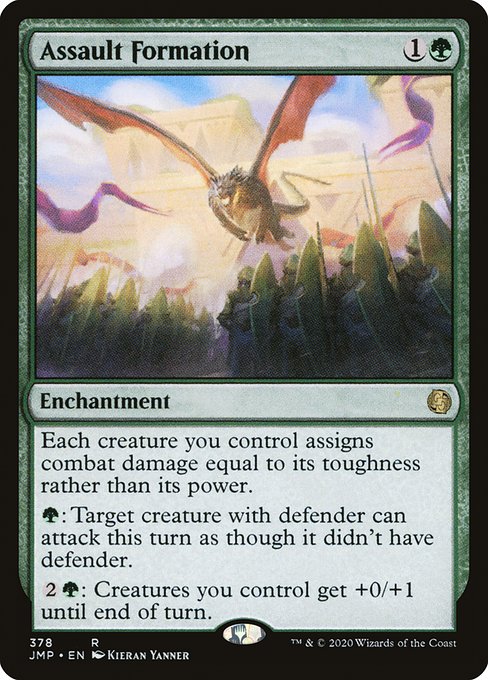 Assault Formation 1
Enchantment
Each creature you control assigns
combat damage equal to its toughness
rather than its power.
: Target creature with defender can
attack this turn as though it didn't have
defender.
2 : Creatures you control get +0/+1
until end of turn.
378 R ™ & © 2020 Wizards of the Coast
JMP • EN Kieran Yanner